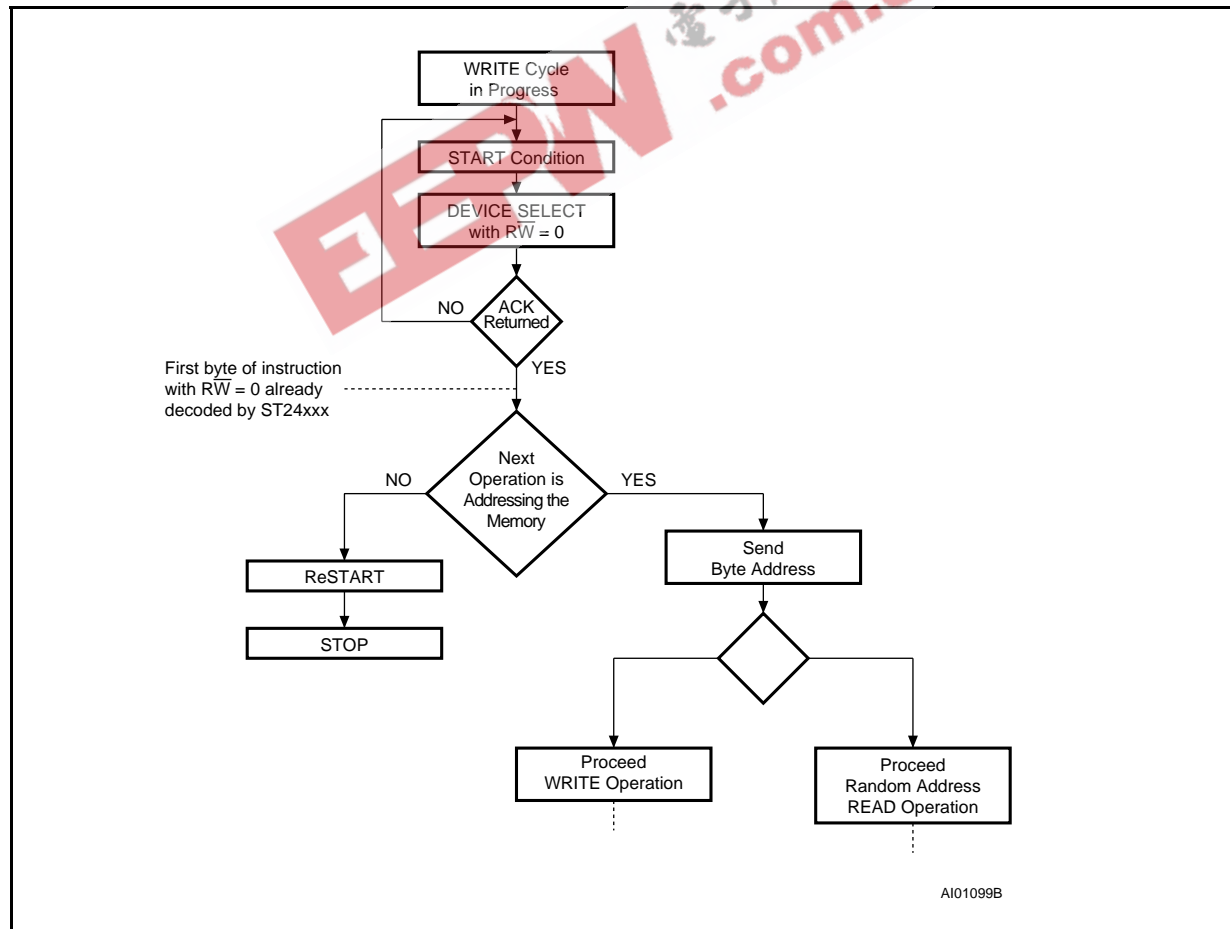 WRITE Cycle
in Progress
START Condition
DEVICE SELECT
with RW̅ = 0
NO
ACK
Returned
YES
First byte of instruction
with RW̅ = 0 already
decoded by ST24xxx
Next
Operation is
Addressing the
Memory
NO
YES
Send
Byte Address
ReSTART
STOP
Proceed
WRITE Operation
Proceed
Random Address
READ Operation
AI01099B
EEPW
.com.